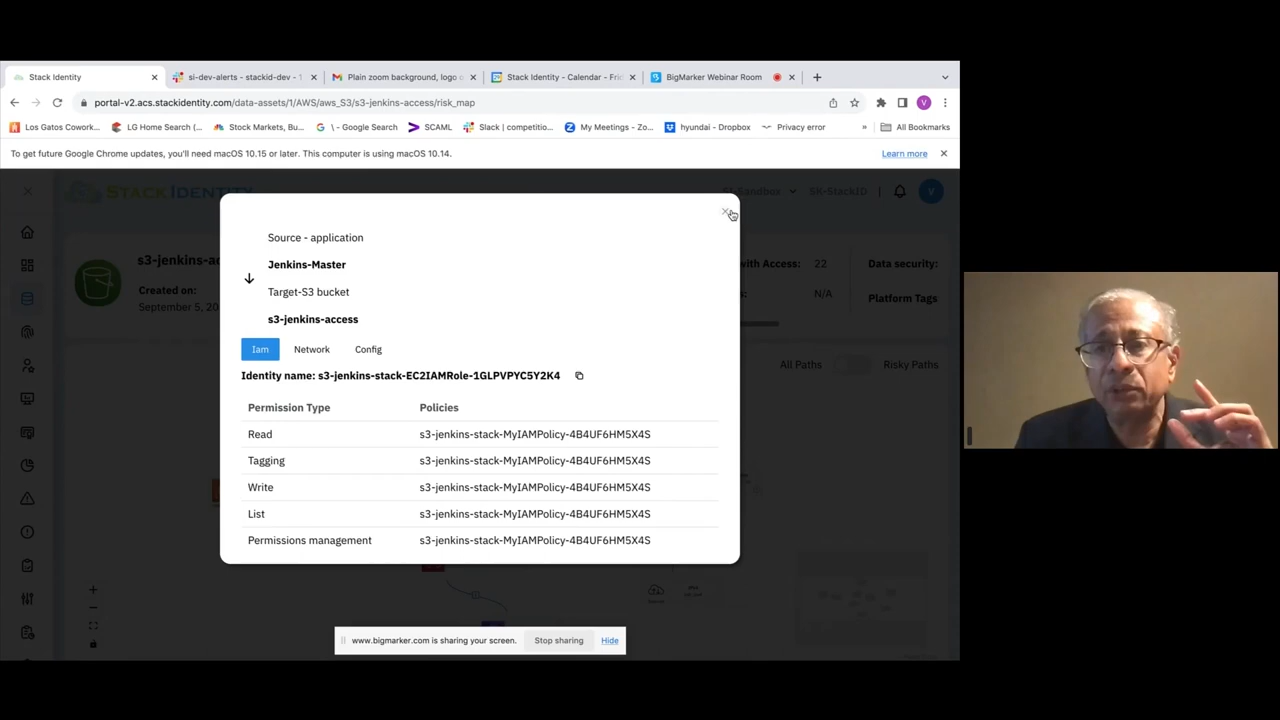 Stack Identity
si-dev-alerts - stackid-dev - 1
Plain zoom background, logo o
Stack Identity - Calendar - Fri
BigMarker Webinar Room
portal-v2.acs.stackidentity.com/data-assets/1/AWS/aws_S3/s3-jenkins-access/risk_map
V
Los Gatos Cowork...
LG Home Search (...
Stock Markets, Bu...
\ - Google Search
SCAML
Slack | competitio...
My Meetings - Zo...
hyundai - Dropbox
Privacy error
»
All Bookmarks
To get future Google Chrome updates, you'll need macOS 10.15 or later. This computer is using macOS 10.14.
Learn more
STACK IDENTITY
SI-Sandbox
SK-StackID
V
s3-jenkins-ac
Created on:
September 5, 20
with Access: 22
N/A
Data security:
Platform Tags
All Paths
Risky Paths
Source - application
Jenkins-Master
Target-S3 bucket
s3-jenkins-access
Iam
Network
Config
Identity name: s3-jenkins-stack-EC2IAMRole-1GLPVPYC5Y2K4
Permission Type Policies
Read s3-jenkins-stack-MyIAMPolicy-4B4UF6HM5X4S
Tagging s3-jenkins-stack-MyIAMPolicy-4B4UF6HM5X4S
Write s3-jenkins-stack-MyIAMPolicy-4B4UF6HM5X4S
List s3-jenkins-stack-MyIAMPolicy-4B4UF6HM5X4S
Permissions management s3-jenkins-stack-MyIAMPolicy-4B4UF6HM5X4S
www.bigmarker.com is sharing your screen.
Stop sharing
Hide